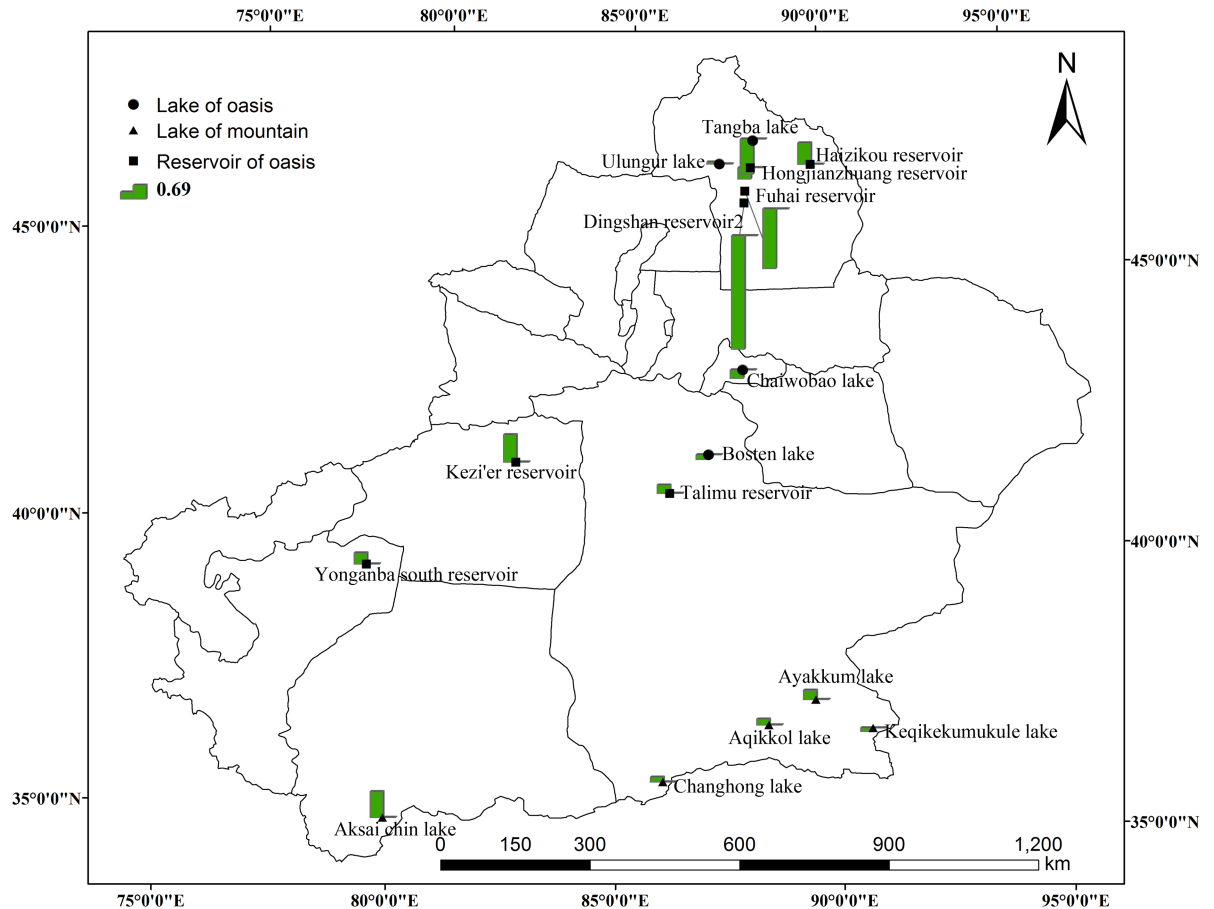 75°0'0"E 80°0'0"E 85°0'0"E 90°0'0"E 95°0'0"E
N
Lake of oasis
Lake of mountain
Reservoir of oasis
0.69
Tangba lake
Ulungur lake
Haizikou reservoir
Hongjianzhuang reservoir
Fuhai reservoir
Dingshan reservoir2
45°0'0"N
45°0'0"N
Chaiwobao lake
Bosten lake
Kezi'er reservoir
Talimu reservoir
40°0'0"N
40°0'0"N
Yonganba south reservoir
Ayakkum lake
Aqikkol lake
Keqikekumukule lake
Changhong lake
35°0'0"N
35°0'0"N
Aksai chin lake
0 150 300 600 900 1,200
km
75°0'0"E 80°0'0"E 85°0'0"E 90°0'0"E 95°0'0"E